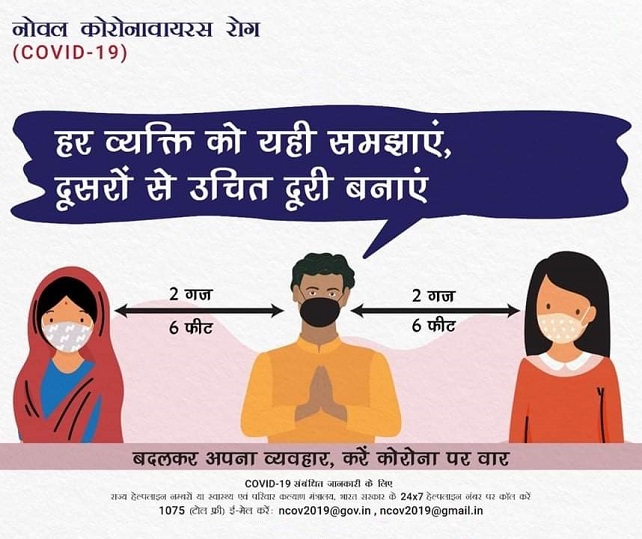 नोवल कोरोनावायरस रोग
(COVID-19)
हर व्यक्ति को यही समझाएं,
दूसरों से उचित दूरी बनाएं
2 गज
6 फीट
2 गज
6 फीट
बदलकर अपना व्यवहार, करें कोरोना पर वार
COVID-19 संबंधित जानकारी के लिए
राज्य हेल्पलाइन नम्बरों या स्वास्थ्य एवं परिवार कल्याण मंत्रालय, भारत सरकार के 24x7 हेल्पलाइन नंबर पर कॉल करें
1075 (टोल फ्री) ई-मेल करें: ncov2019@gov.in , ncov2019@gmail.in